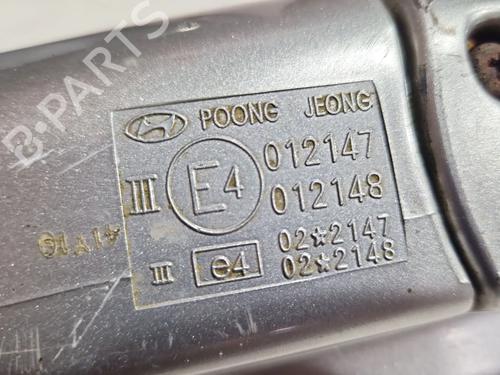 B-PARTS
POONG JEONG
III E4 012147
012148
III e4 02*2147
02*2148